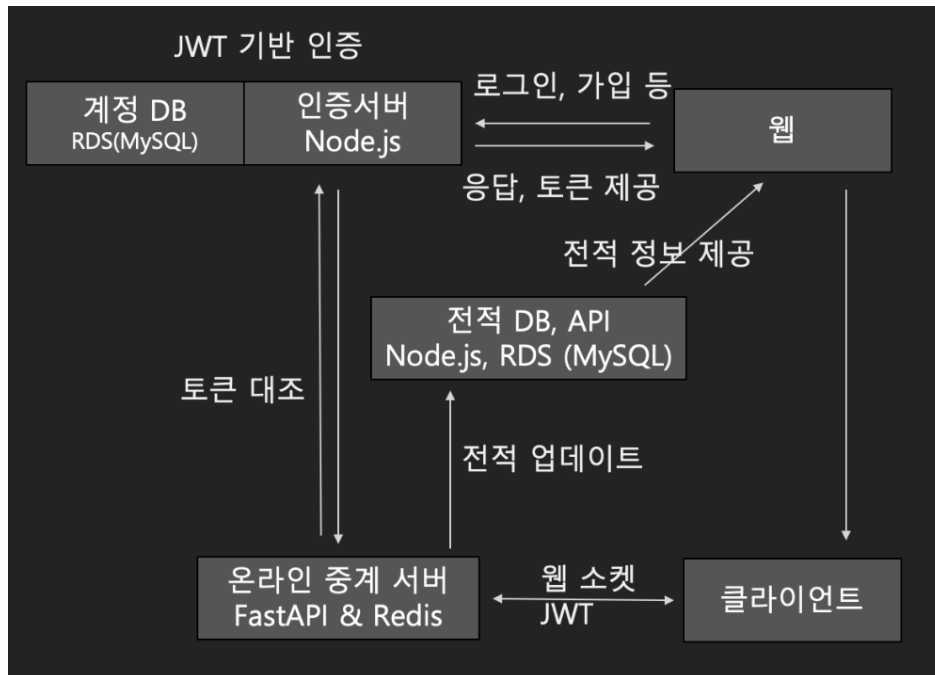 JWT 기반 인증
계정 DB
RDS(MySQL)
인증서버
Node.js
로그인, 가입 등
웹
응답, 토큰 제공
전적 정보 제공
전적 DB, API
Node.js, RDS (MySQL)
토큰 대조
전적 업데이트
온라인 중계 서버
FastAPI & Redis
웹 소켓
JWT
클라이언트